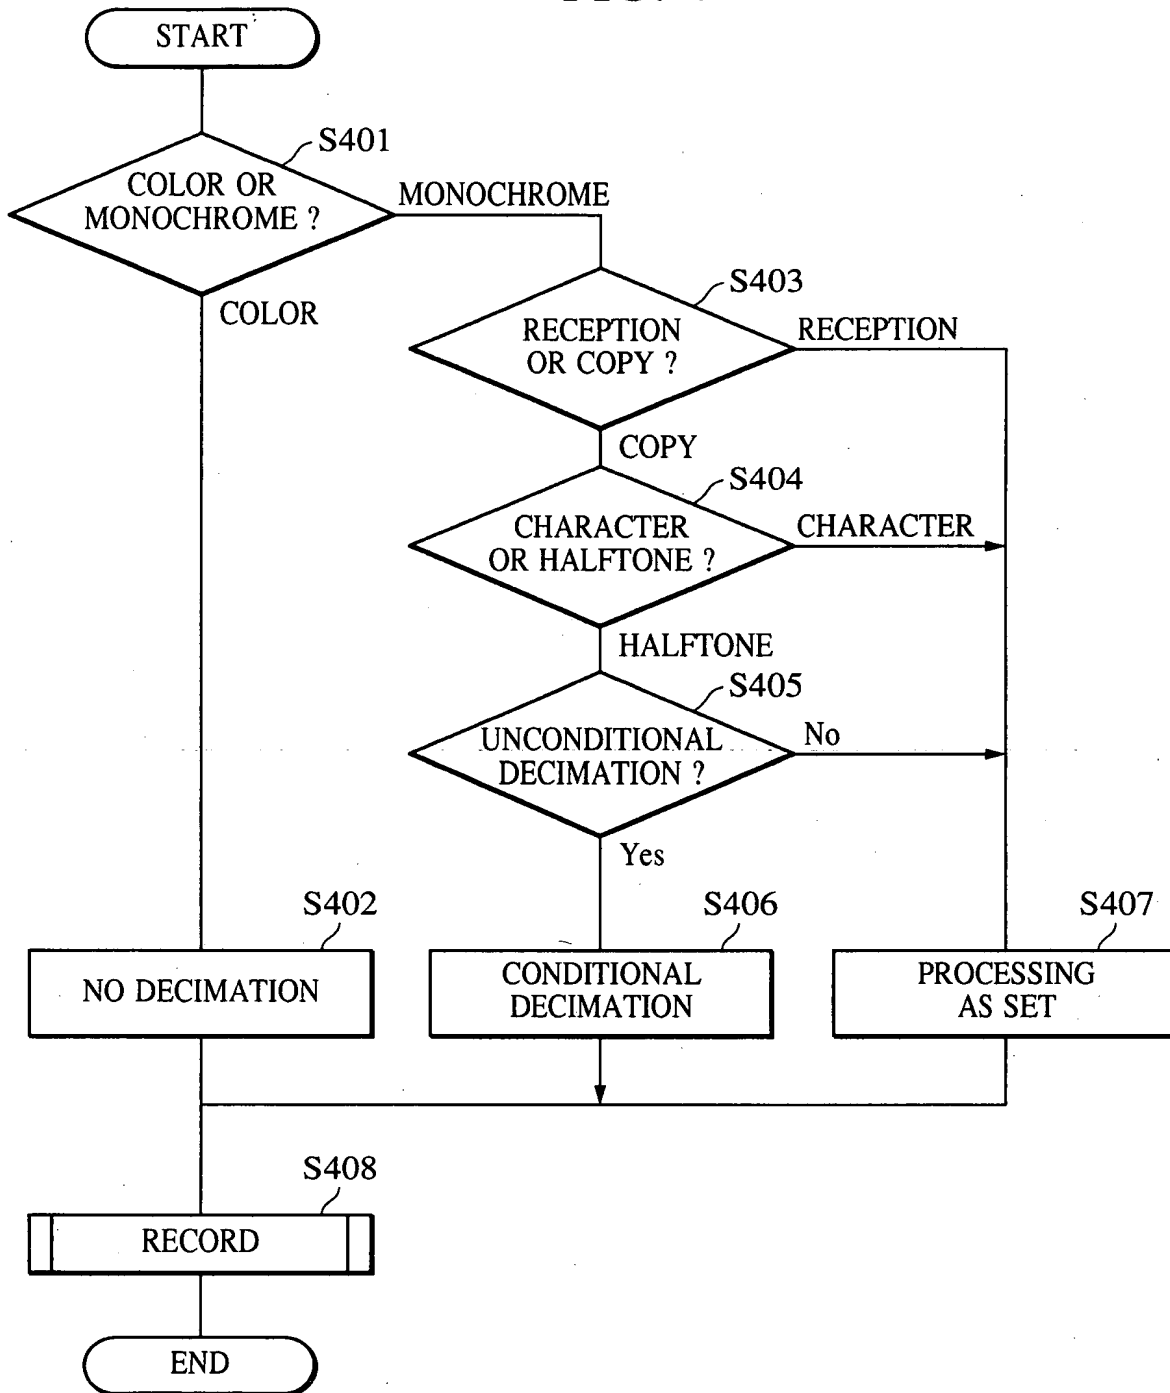 START
S401
COLOR OR
MONOCHROME ?
MONOCHROME
COLOR
S403
RECEPTION
OR COPY ?
RECEPTION
COPY
S404
CHARACTER
OR HALFTONE ?
CHARACTER
HALFTONE
S405
UNCONDITIONAL
DECIMATION ?
No
Yes
S402
NO DECIMATION
S406
CONDITIONAL
DECIMATION
S407
PROCESSING
AS SET
S408
RECORD
END